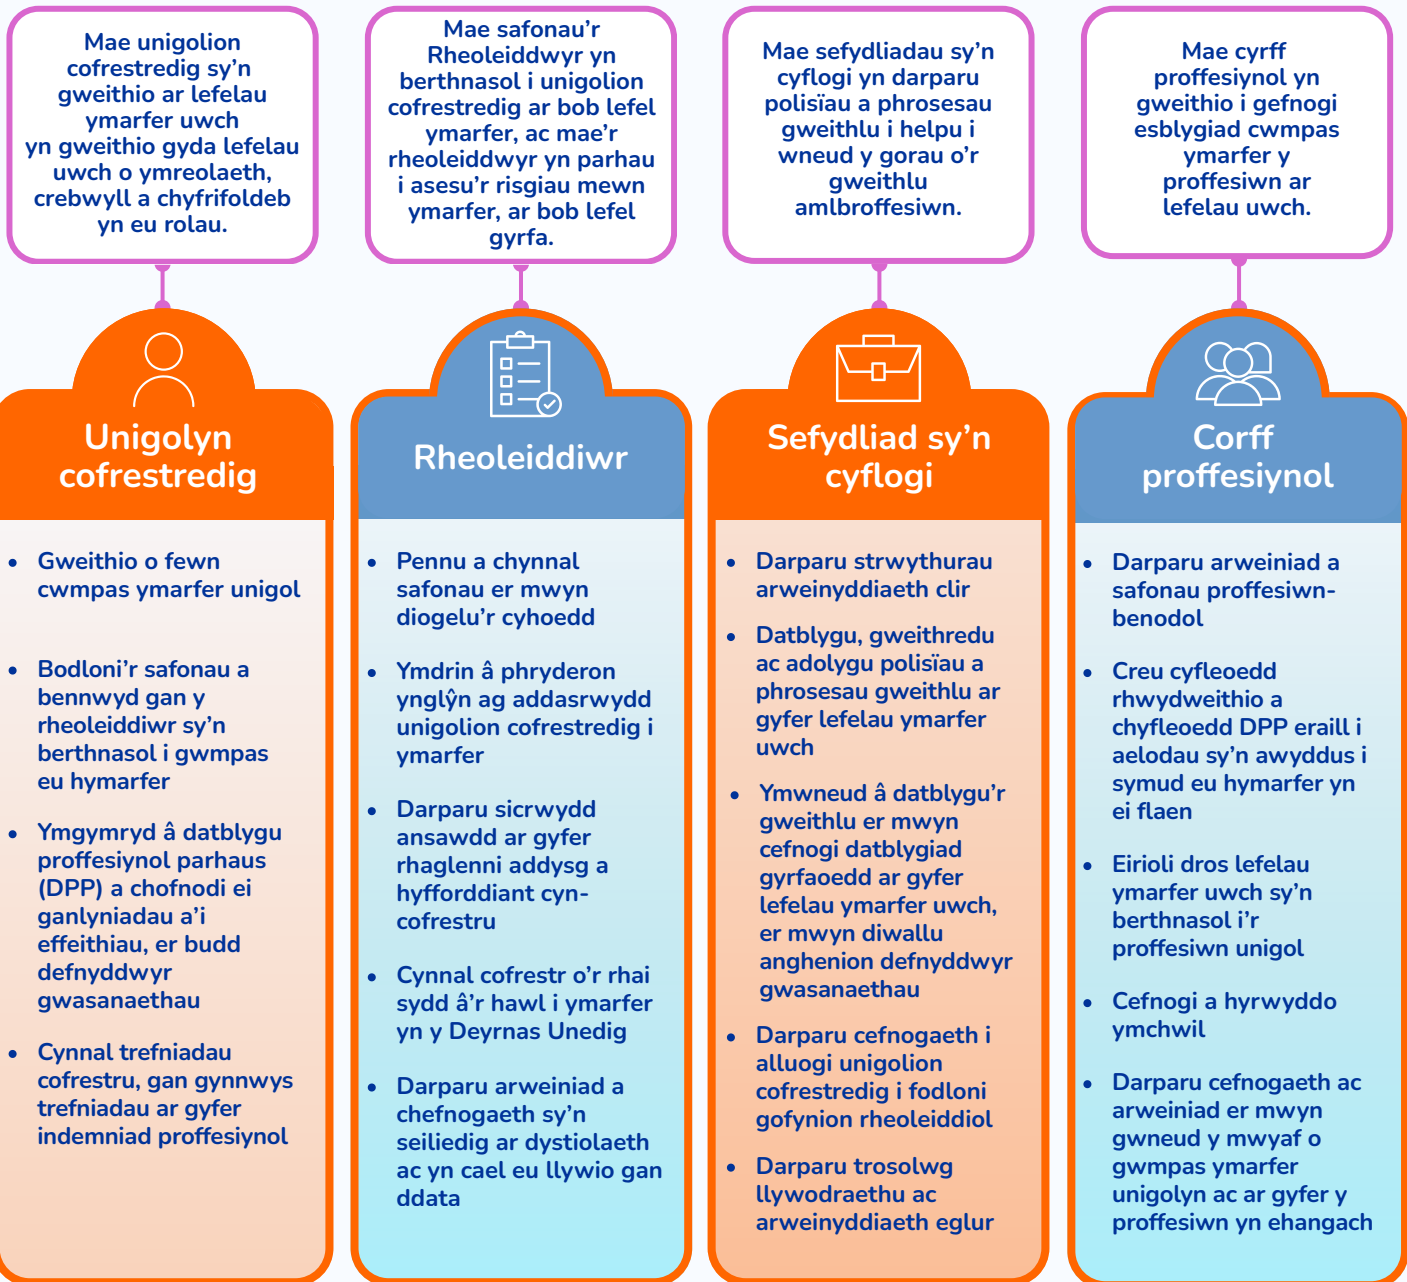 Mae unigolion
cofrestredig sy’n
gweithio ar lefelau
ymarfer uwch
yn gweithio gyda lefelau
uwch o ymreolaeth,
crebwyll a chyfrifoldeb
yn eu rolau.
Mae safonau’r
Rheoleiddwyr yn
berthnasol i unigolion
cofrestredig ar bob lefel
ymarfer, ac mae’r
rheoleiddwyr yn parhau
i asesu’r risgiau mewn
ymarfer, ar bob lefel
gyrfa.
Mae sefydliadau sy’n
cyflogi yn darparu
polisïau a phrosesau
gweithlu i helpu i
wneud y gorau o’r
gweithlu
amlbroffesiwn.
Mae cyrff
proffesiynol yn
gweithio i gefnogi
esblygiad cwmpas
ymarfer y
proffesiwn ar
lefelau uwch.
Unigolyn
cofrestredig
• Gweithio o fewn
cwmpas ymarfer unigol
• Bodloni’r safonau a
bennwyd gan y
rheoleiddiwr sy’n
berthnasol i gwmpas
eu hymarfer
• Ymgymryd â datblygu
proffesiynol parhaus
(DPP) a chofnodi ei
ganlyniadau a’i
effeithiau, er budd
defnyddwyr
gwasanaethau
• Cynnal trefniadau
cofrestru, gan gynnwys
trefniadau ar gyfer
indemniad proffesiynol
Rheoleiddiwr
• Pennu a chynnal
safonau er mwyn
diogelu’r cyhoedd
• Ymdrin â phryderon
ynglŷn ag addasrwydd
unigolion cofrestredig i
ymarfer
• Darparu sicrwydd
ansawdd ar gyfer
rhaglenni addysg a
hyfforddiant cyn-
cofrestru
• Cynnal cofrestr o’r rhai
sydd â’r hawl i ymarfer
yn y Deyrnas Unedig
• Darparu arweiniad a
chefnogaeth sy’n
seiliedig ar dystiolaeth
ac yn cael eu llywio gan
ddata
Sefydliad sy’n
cyflogi
• Darparu strwythurau
arweinyddiaeth clir
• Datblygu, gweithredu
ac adolygu polisïau a
phrosesau gweithlu ar
gyfer lefelau ymarfer
uwch
• Ymwneud â datblygu’r
gweithlu er mwyn
cefnogi datblygiad
gyrfaoedd ar gyfer
lefelau ymarfer uwch,
er mwyn diwallu
anghenion defnyddwyr
gwasanaethau
• Darparu cefnogaeth i
alluogi unigolion
cofrestredig i fodloni
gofynion rheoleiddiol
• Darparu trosolwg
llywodraethu ac
arweinyddiaeth eglur
Corff
proffesiynol
• Darparu arweiniad a
safonau proffesiwn-
benodol
• Creu cyfleoedd
rhwydweithio a
chyfleoedd DPP eraill i
aelodau sy’n awyddus i
symud eu hymarfer yn
ei flaen
• Eirioli dros lefelau
ymarfer uwch sy’n
berthnasol i’r
proffesiwn unigol
• Cefnogi a hyrwyddo
ymchwil
• Darparu cefnogaeth ac
arweiniad er mwyn
gwneud y mwyaf o
gwmpas ymarfer
unigolyn ac ar gyfer y
proffesiwn yn ehangach